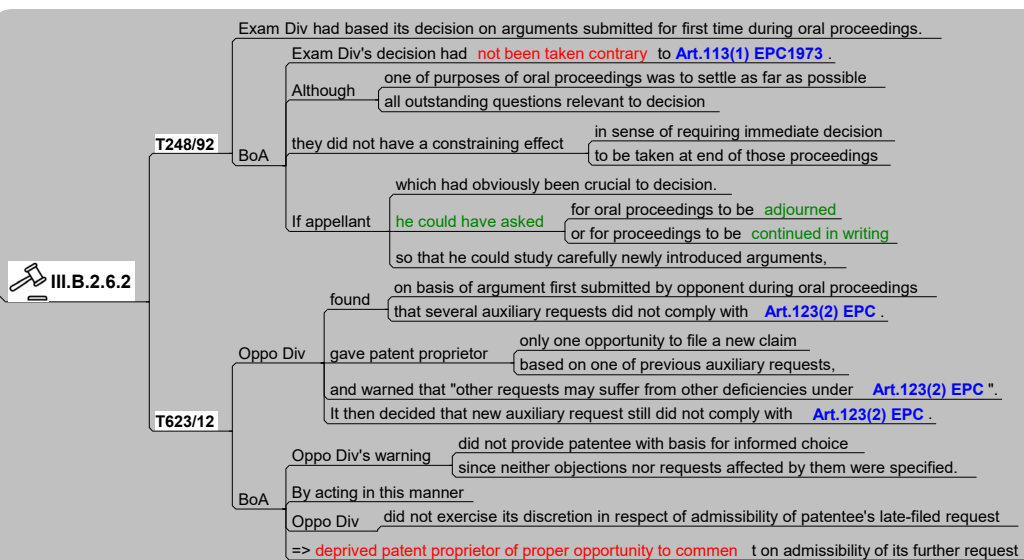 III.B.2.6.2
T248/92
Exam Div had based its decision on arguments submitted for first time during oral proceedings.
BoA
Exam Div's decision had not been taken contrary to Art.113(1) EPC1973 .
Although
one of purposes of oral proceedings was to settle as far as possible
all outstanding questions relevant to decision
they did not have a constraining effect
in sense of requiring immediate decision
to be taken at end of those proceedings
If appellant
which had obviously been crucial to decision.
he could have asked
for oral proceedings to be adjourned
or for proceedings to be continued in writing
so that he could study carefully newly introduced arguments,
T623/12
Oppo Div
found
on basis of argument first submitted by opponent during oral proceedings
that several auxiliary requests did not comply with Art.123(2) EPC .
gave patent proprietor
only one opportunity to file a new claim
based on one of previous auxiliary requests,
and warned that "other requests may suffer from other deficiencies under Art.123(2) EPC ".
It then decided that new auxiliary request still did not comply with Art.123(2) EPC .
BoA
Oppo Div's warning
did not provide patentee with basis for informed choice
since neither objections nor requests affected by them were specified.
By acting in this manner
Oppo Div
did not exercise its discretion in respect of admissibility of patentee's late-filed request
=> deprived patent proprietor of proper opportunity to commen t on admissibility of its further request